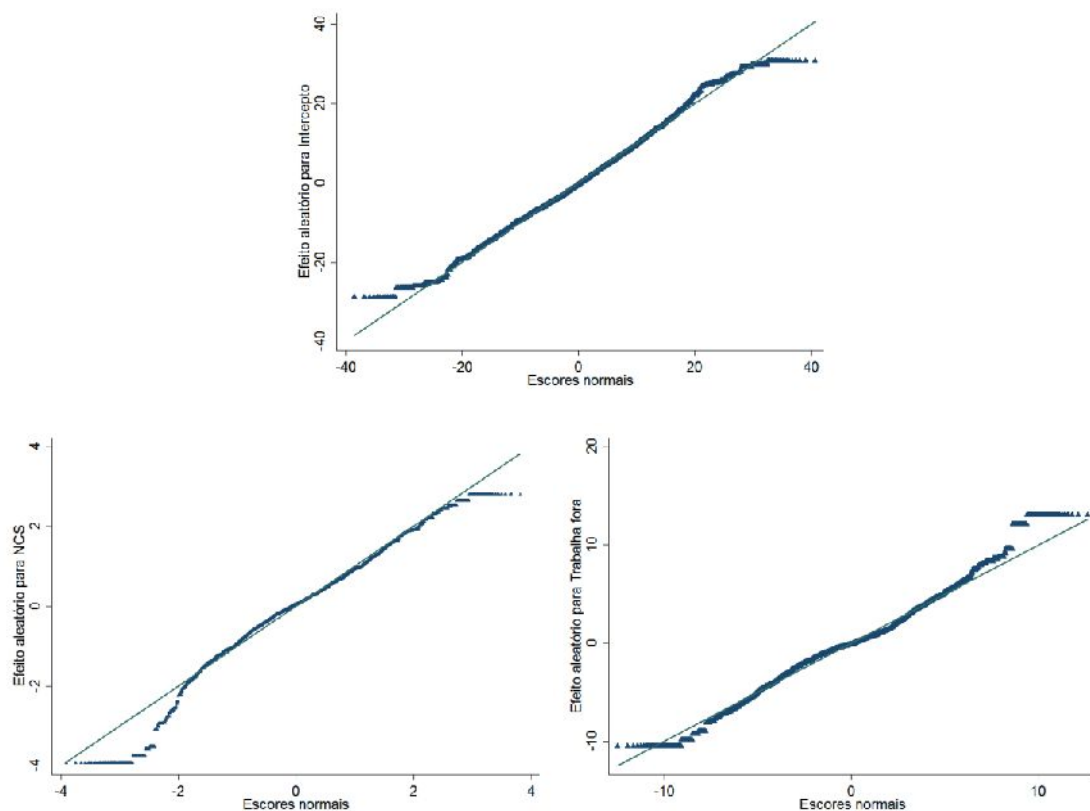 Efeito aleatório para Intercepto
40
20
0
-20
-40
-40 -20 0 20 40
Escores normais
Efeito aleatório para NCS
4
2
0
-2
-4
-4 -2 0 2 4
Escores normais
Efeito aleatório para Trabalha fora
20
10
0
-10
-10 0 10
Escores normais